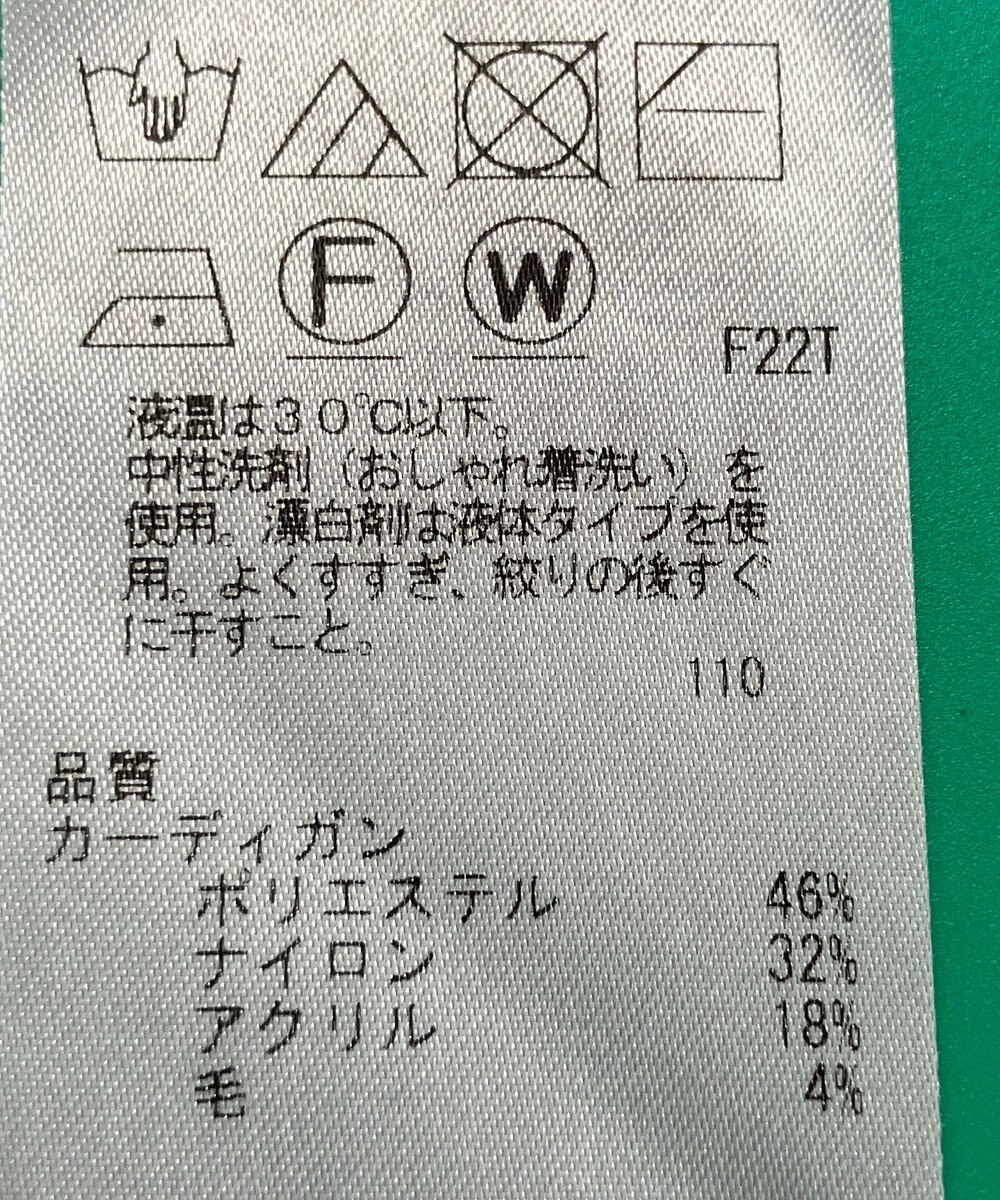 F W
F22T
液温は30℃以下。
中性洗剤(おしゃれ着洗い)を
使用。漂白剤は液体タイプを使
用。よくすすぎ、絞りの後すぐ
に干すこと。
110
品質
カーディガン
ポリエステル 46%
ナイロン 32%
アクリル 18%
毛 4%